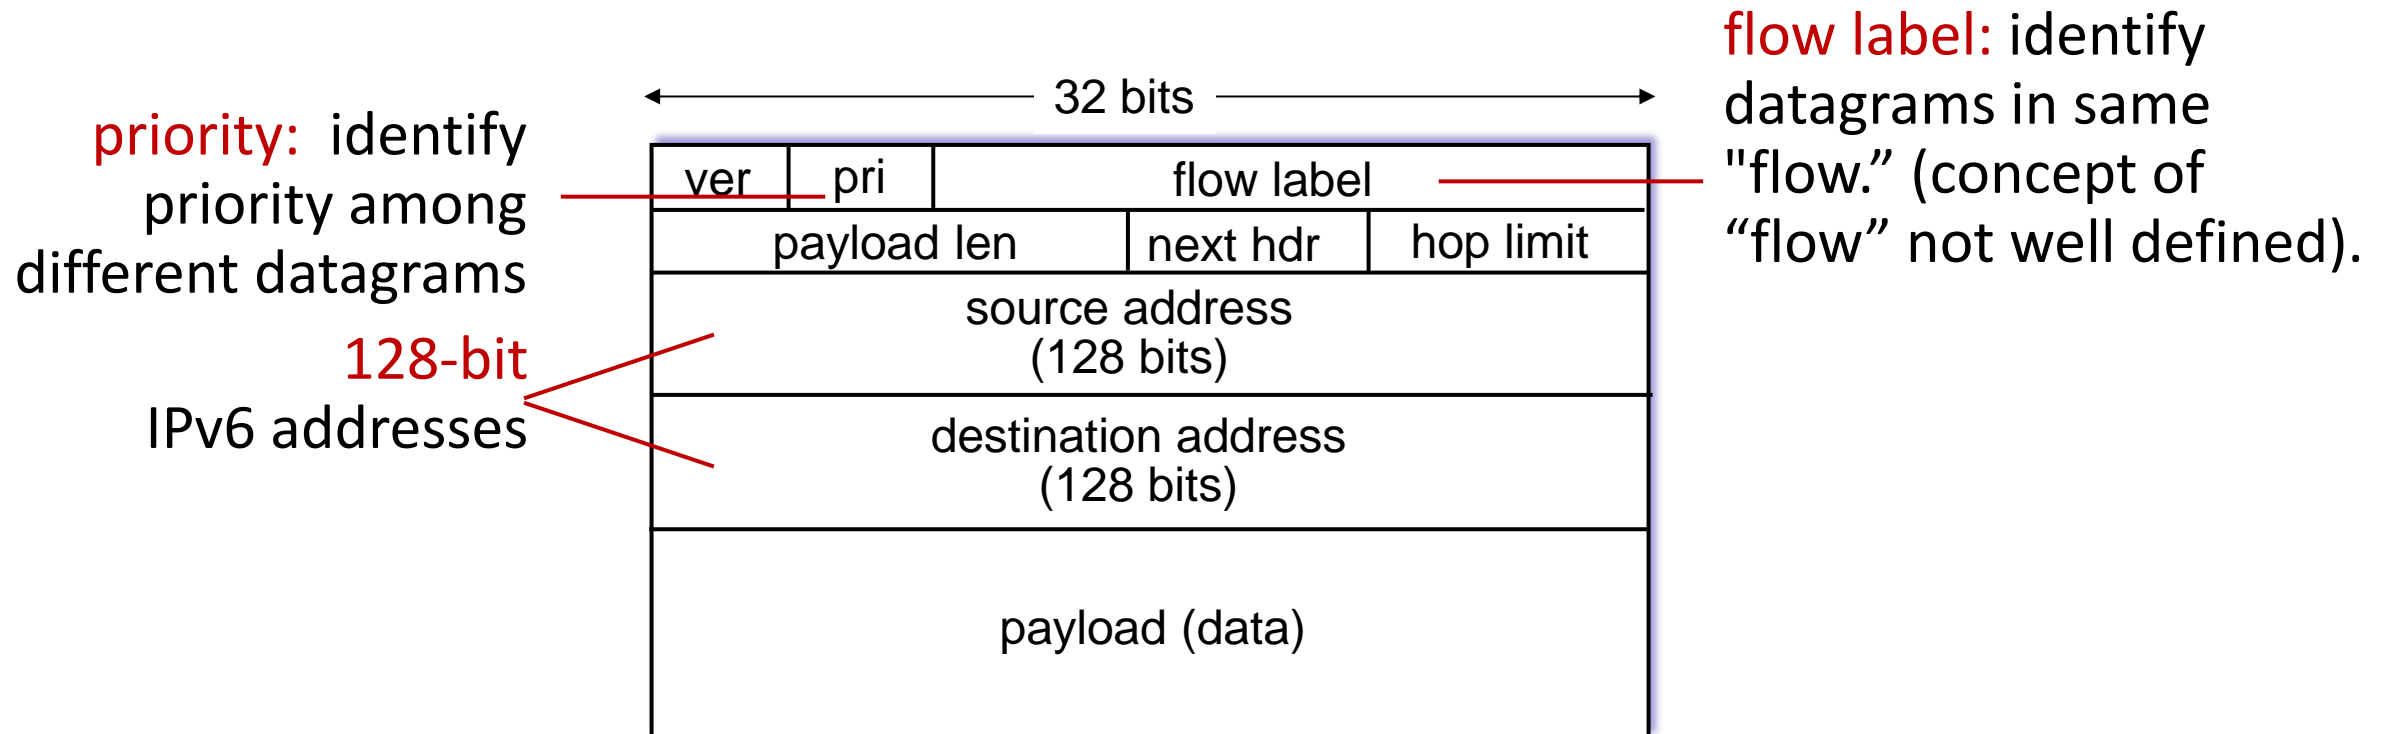 32 bits
priority:  identify
priority among
different datagrams
128-bit
IPv6 addresses
ver pri flow label
payload len next hdr hop limit
source address
(128 bits)
destination address
(128 bits)
payload (data)
flow label: identify
datagrams in same
"flow.” (concept of
“flow” not well defined).